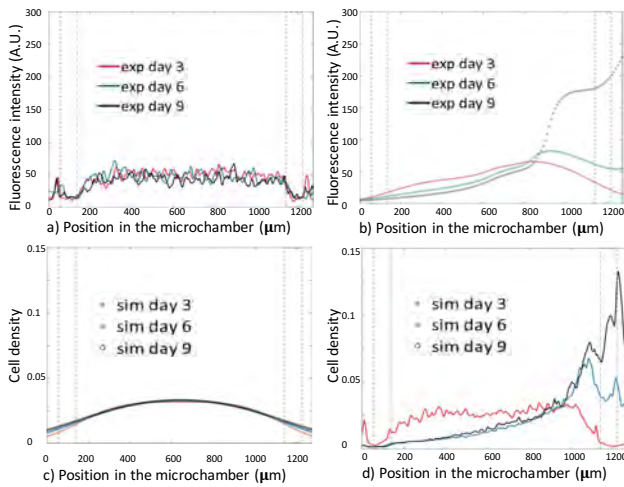 300
250
200
150
100
50
0
Fluorescence intensity (A.U.)
exp day 3
exp day 6
exp day 9
0 200 400 600 800 1000 1200
a) Position in the microchamber (μm)
300
250
200
150
100
50
0
Fluorescence intensity (A.U.)
exp day 3
exp day 6
exp day 9
0 200 400 600 800 1000 1200
b) Position in the microchamber (μm)
0.15
0.1
0.05
0
Cell density
sim day 3
sim day 6
sim day 9
0 200 400 600 800 1000 1200
c) Position in the microchamber (μm)
0.15
0.1
0.05
0
Cell density
sim day 3
sim day 6
sim day 9
0 200 400 600 800 1000 1200
d) Position in the microchamber (μm)